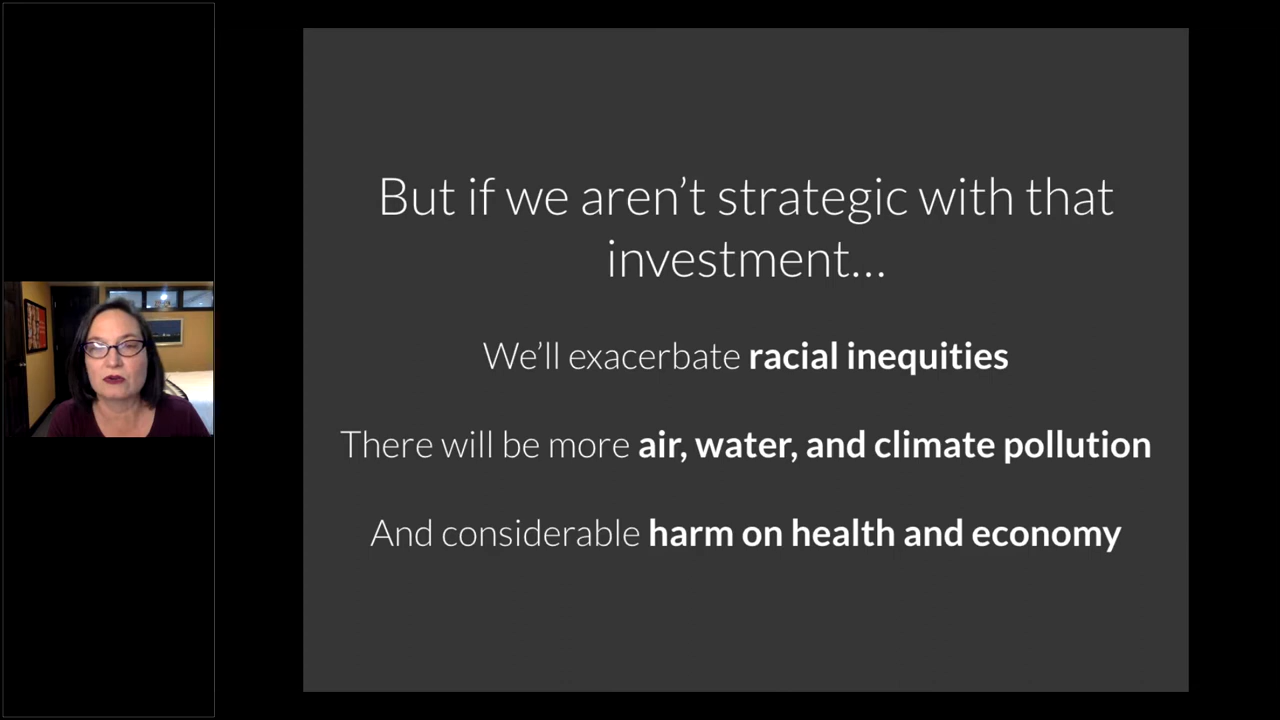 But if we aren’t strategic with that
investment...
We’ll exacerbate racial inequities
There will be more air, water, and climate pollution
And considerable harm on health and economy